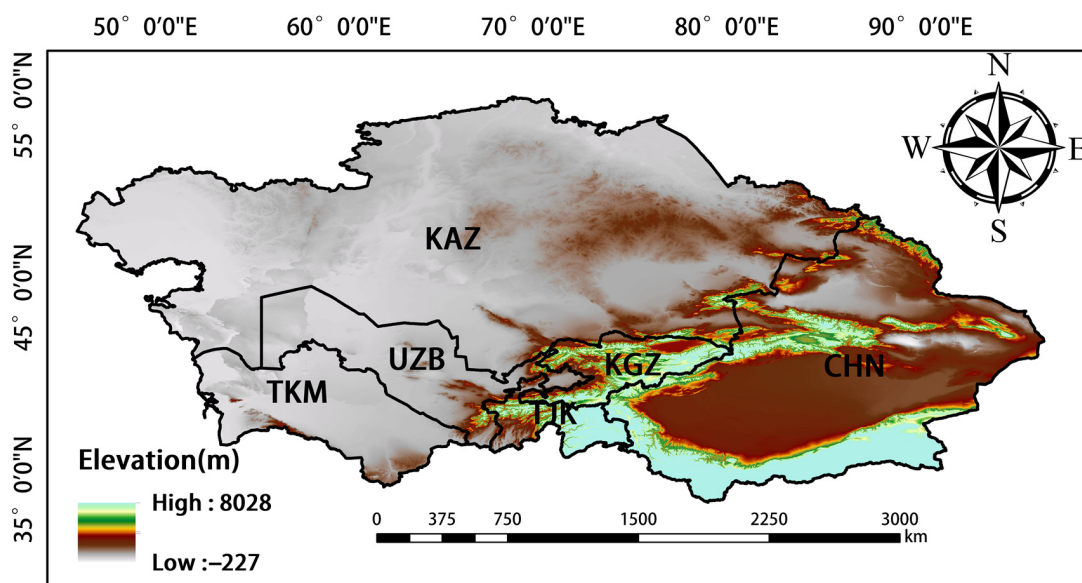 50° 0′0″E 60° 0′0″E 70° 0′0″E 80° 0′0″E 90° 0′0″E
55° 0′0″N
45° 0′0″N
35° 0′0″N
N
W E
S
KAZ
UZB
KGZ
CHN
TKM
TJK
Elevation(m)
High : 8028
Low :−227
0 375 750 1500 2250 3000
km